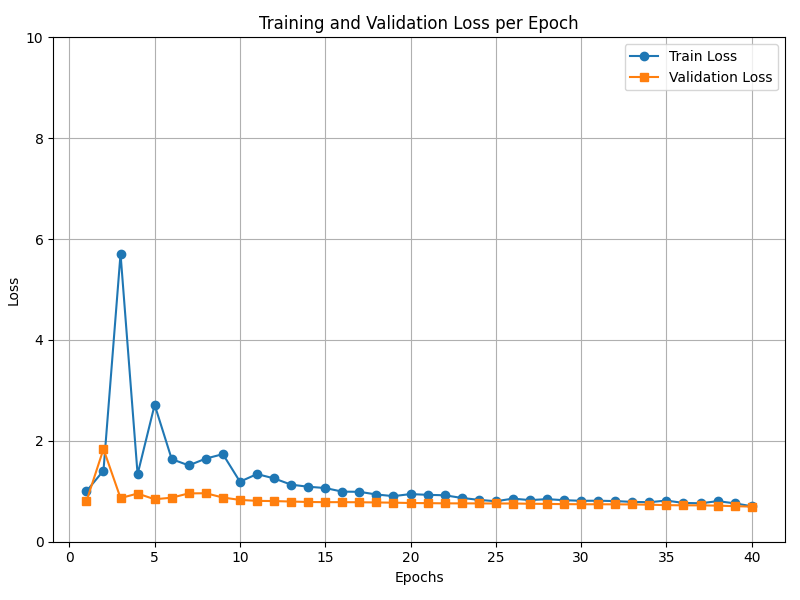 Training and Validation Loss per Epoch
Train Loss
Validation Loss
Loss
10
8
6
4
2
0
0 5 10 15 20 25 30 35 40
Epochs